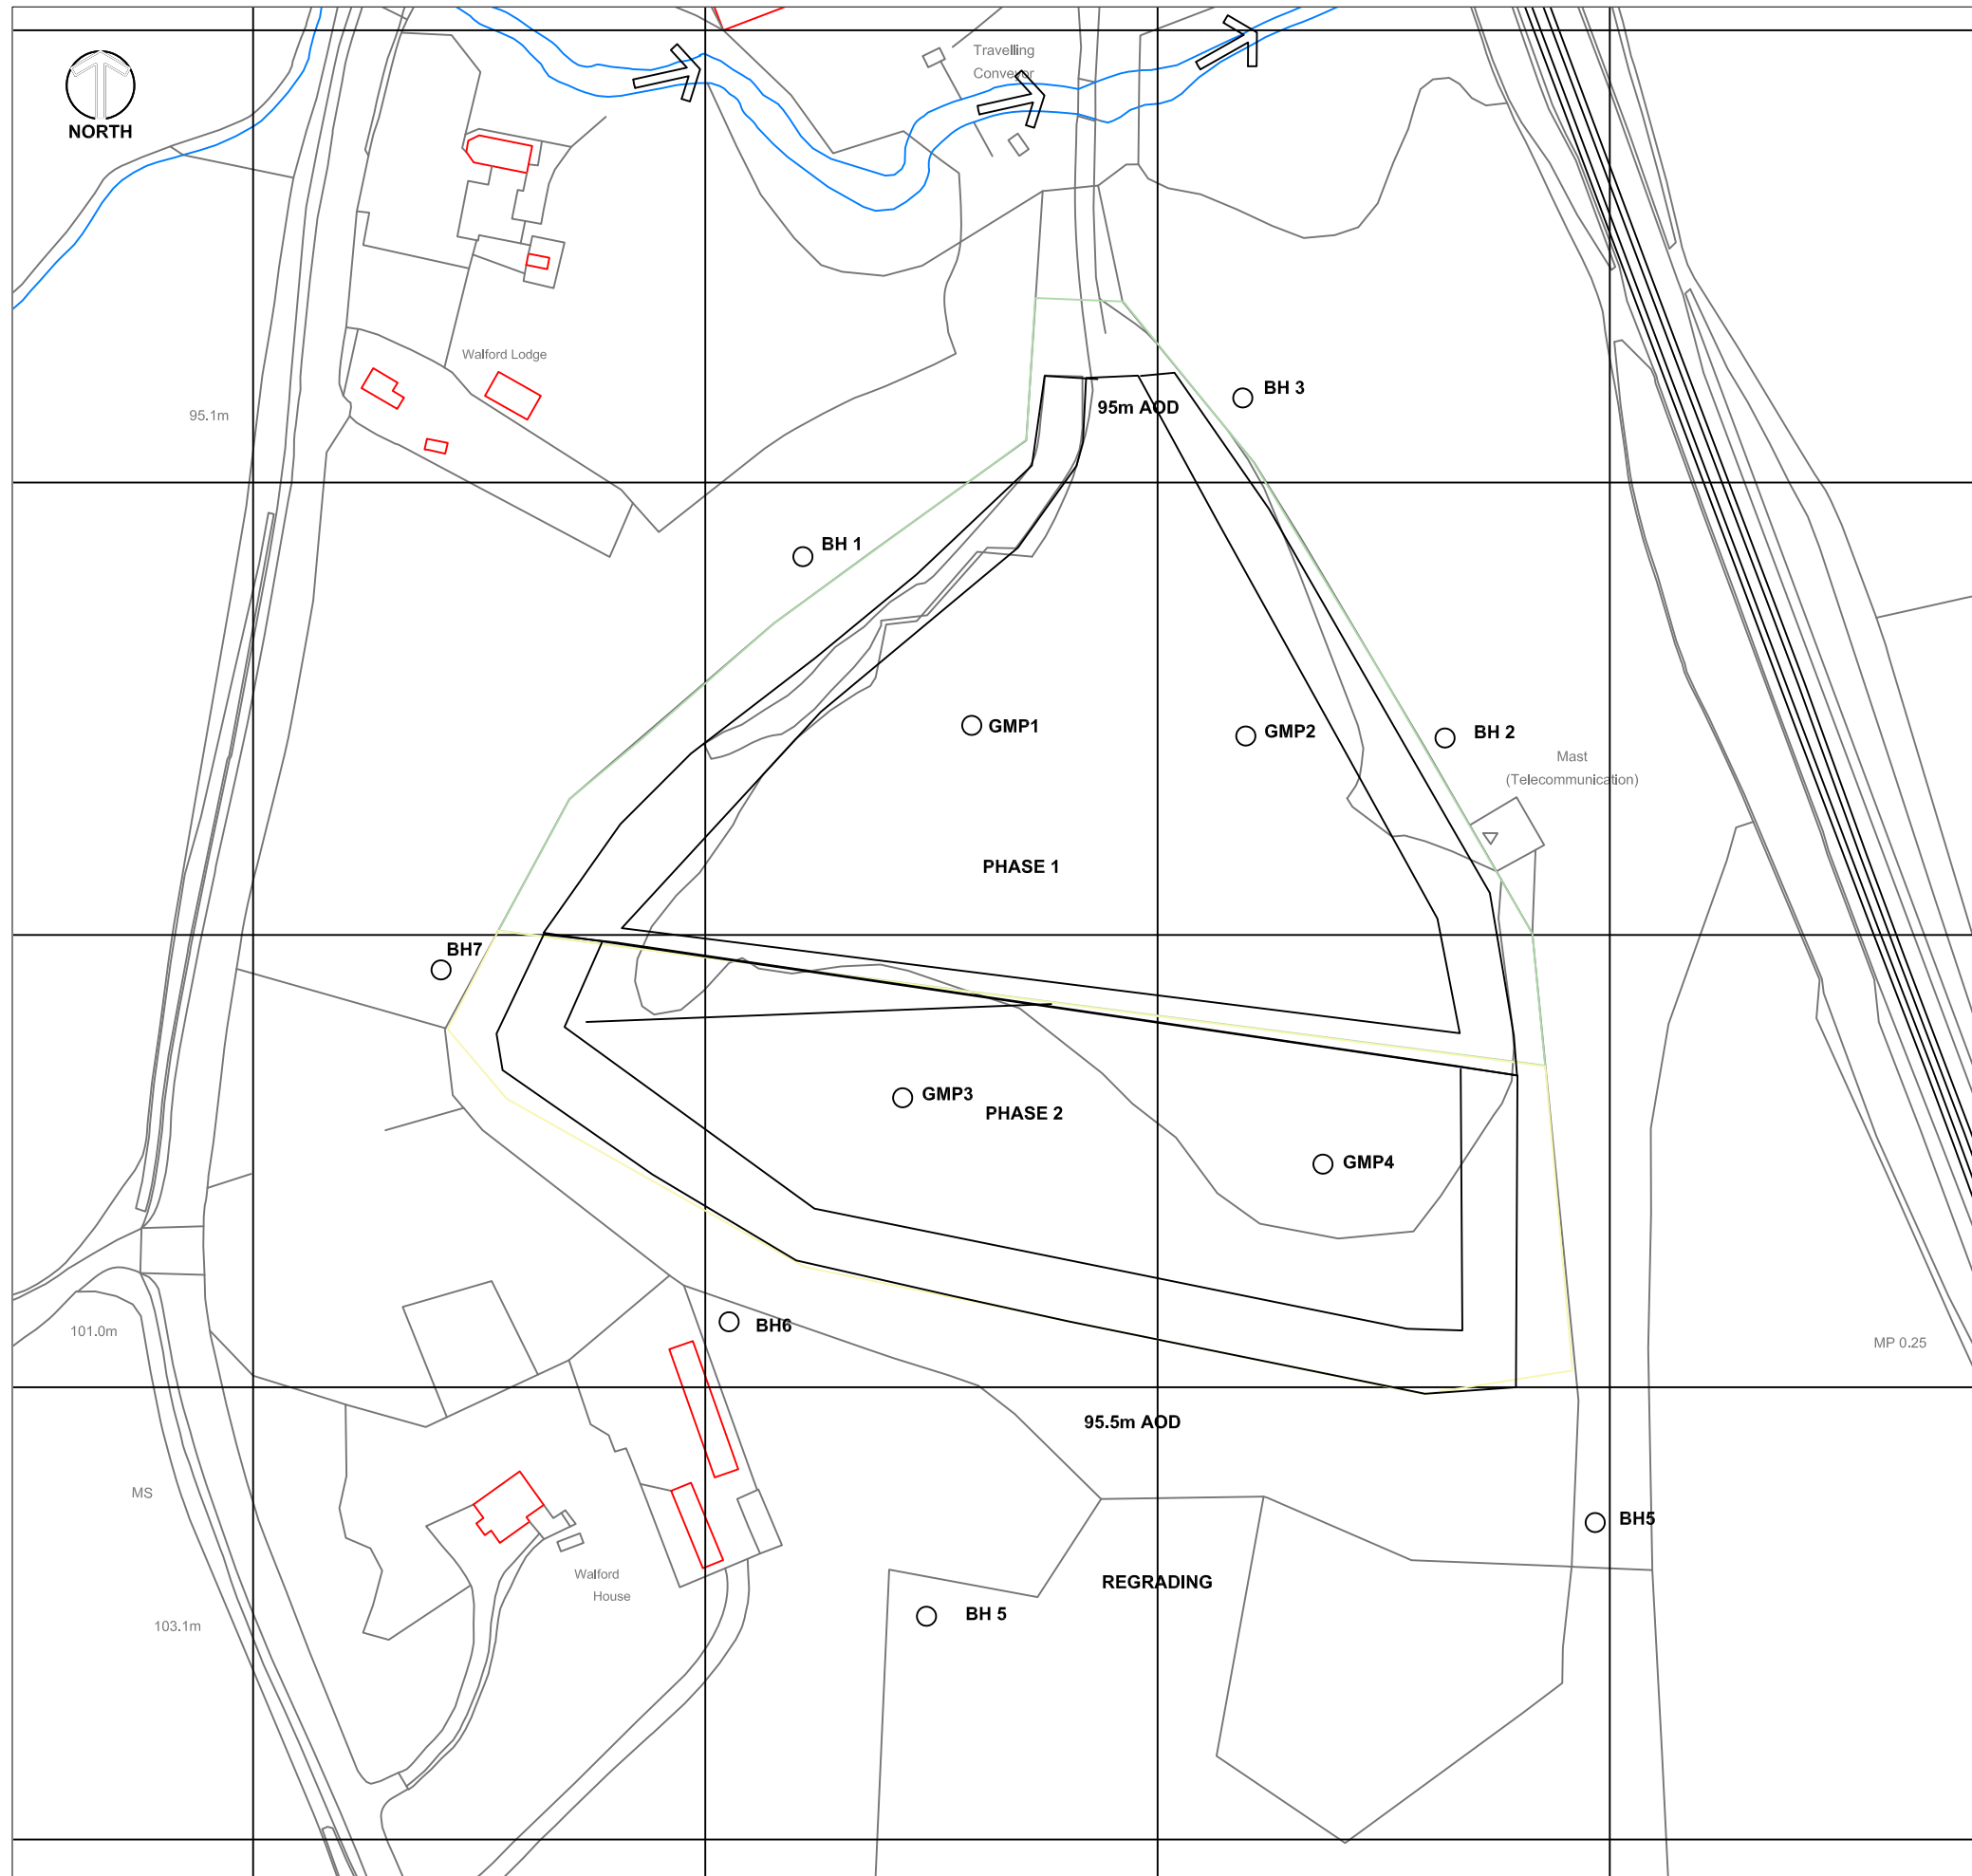 Travelling
Conveyor
NORTH
Walford Lodge
95.1m
BH 3
95m AOD
BH 1
GMP1
GMP2
BH 2
Mast
(Telecommunication)
PHASE 1
BH7
GMP3
PHASE 2
GMP4
BH6
101.0m
MP 0.25
95.5m AOD
MS
BH5
Walford
House
REGRADING
BH 5
103.1m